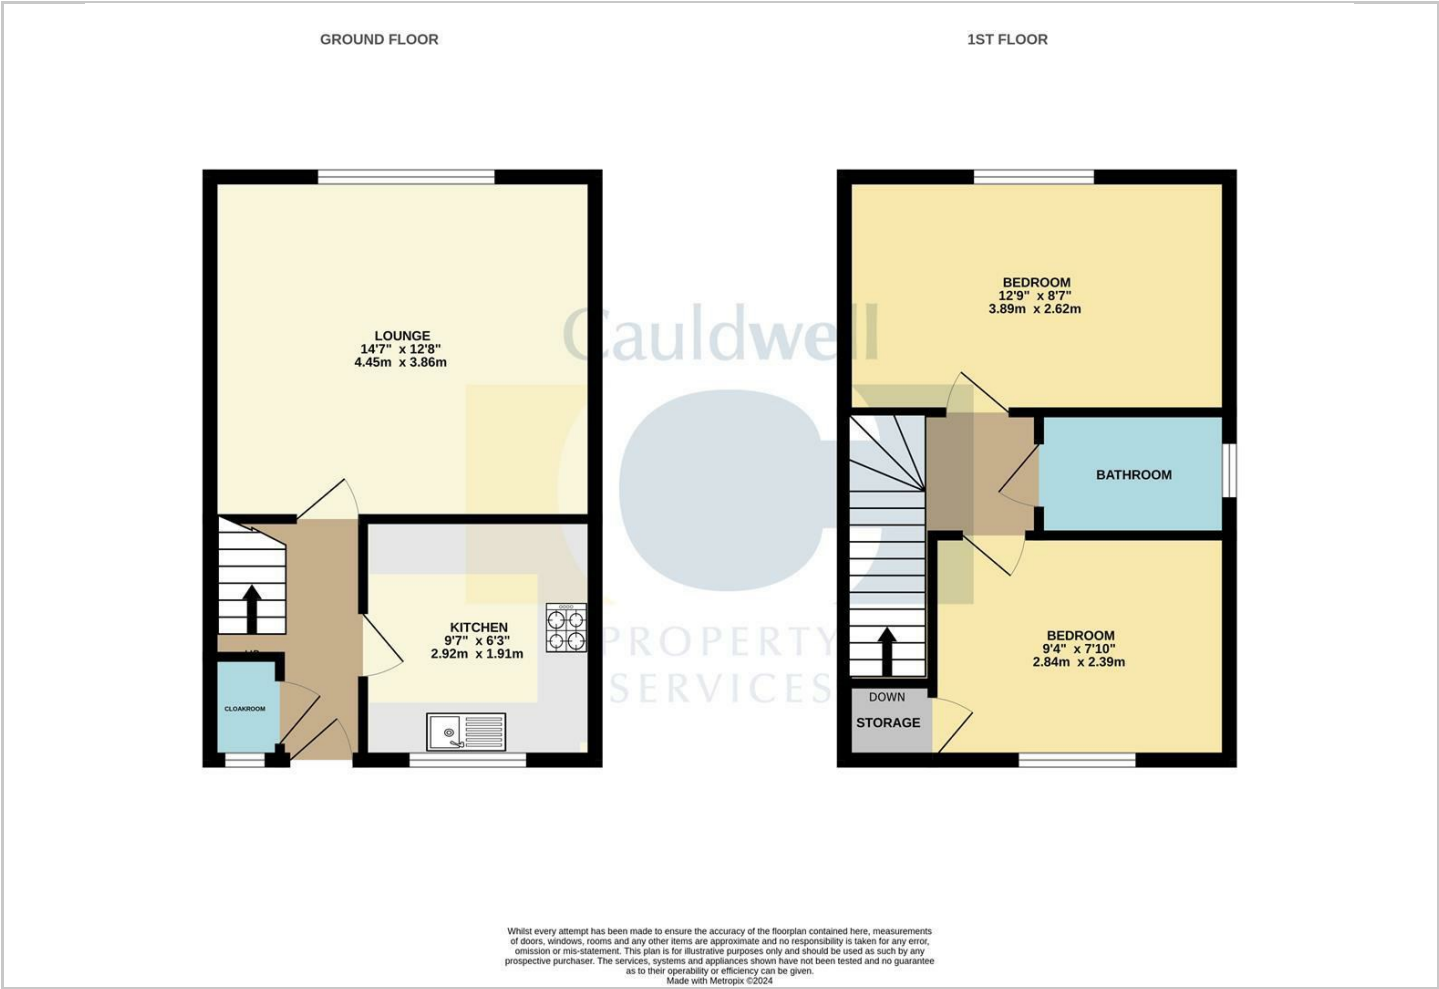 GROUND FLOOR
1ST FLOOR
LOUNGE
14'7" x 12'8"
4.45m x 3.86m
KITCHEN
9'7" x 6'3"
2.92m x 1.91m
CLOAKROOM
BEDROOM
12'9" x 8'7"
3.89m x 2.62m
BATHROOM
BEDROOM
9'4" x 7'10"
2.84m x 2.39m
DOWN
STORAGE
Cauldwell
PROPERTY
SERVICES
Whilst every attempt has been made to ensure the accuracy of the floorplan contained here, measurements
of doors, windows, rooms and any other items are approximate and no responsibility is taken for any error,
omission or mis-statement. This plan is for illustrative purposes only and should be used as such by any
prospective purchaser. The services, systems and appliances shown have not been tested and no guarantee
as to their operability or efficiency can be given.
Made with Metropix ©2024